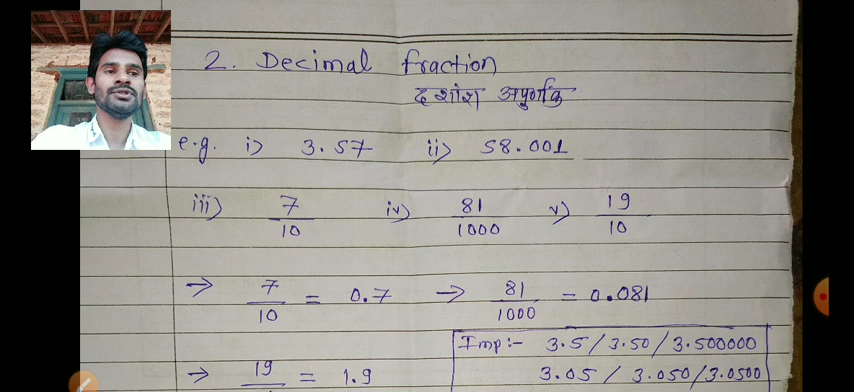 2. Decimal fraction
दशांश अपुर्णांक
e.g. i> 3.57 ii> 58.001
iii) 7/10 iv) 81/1000 v) 19/10
→ 7/10 = 0.7 → 81/1000 = 0.081
Imp:- 3.5/3.50/3.500000
→ 19 = 1.9 3.05/3.050/3.0500